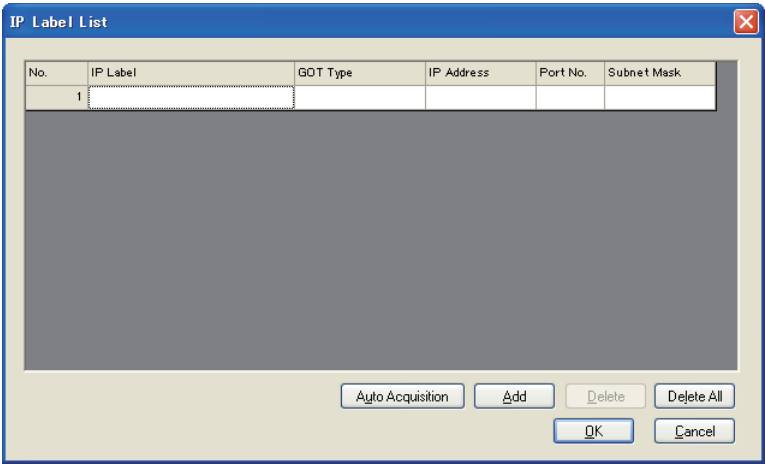 IP Label List
No. IP Label GOT Type IP Address Port No. Subnet Mask
1
Auto Acquisition Add Delete Delete All
OK Cancel